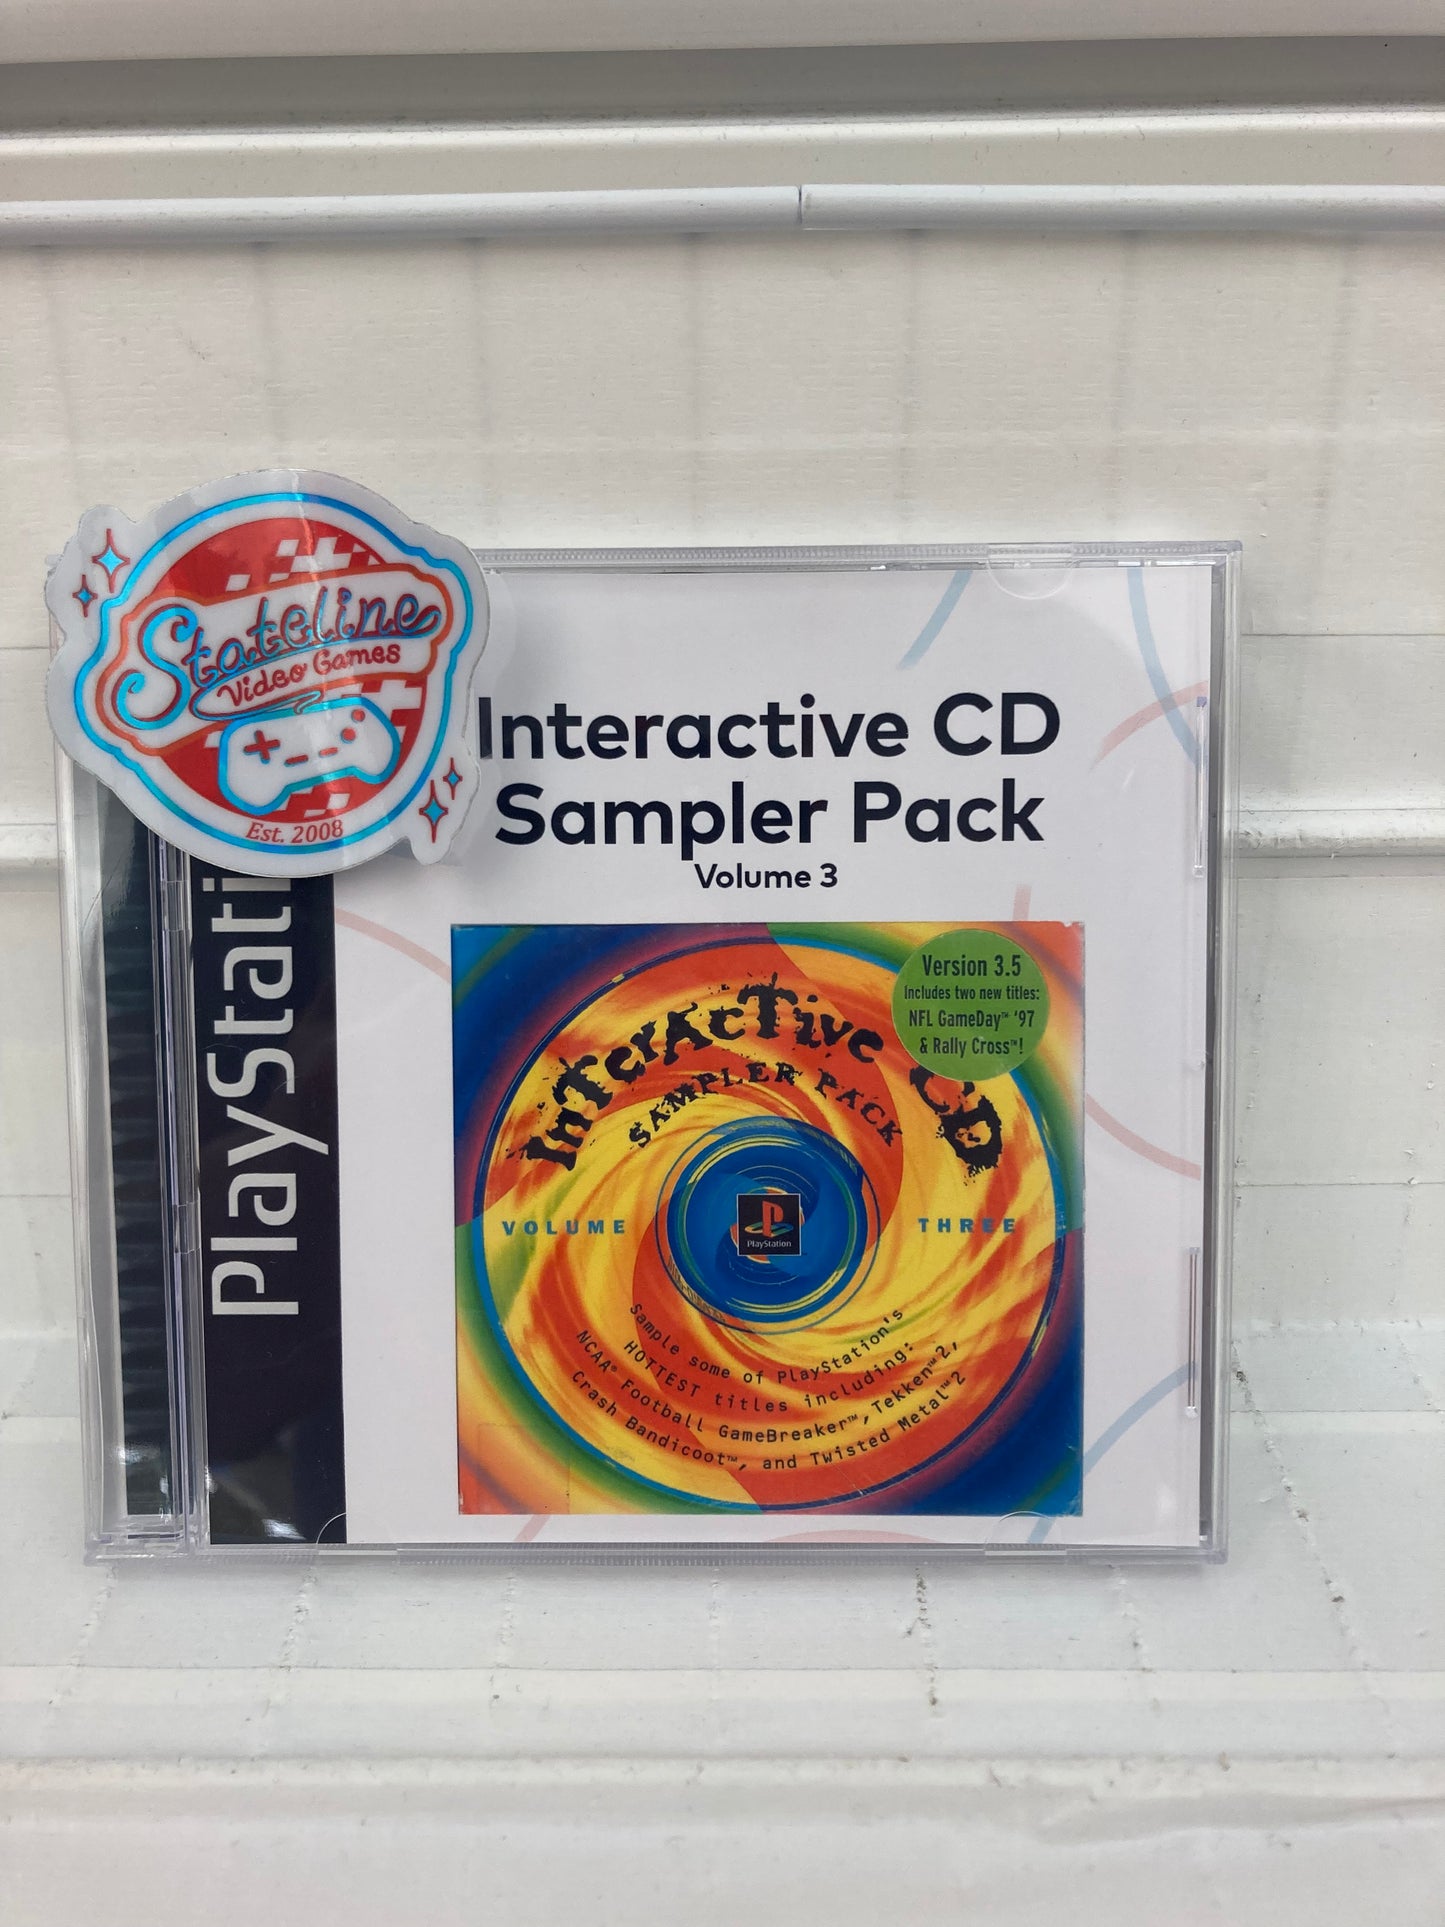 Stateline
Video Games
Est. 2008
Interactive CD
Sampler Pack
Volume 3
PlayStati
Version 3.5
Includes two new titles:
NFL GameDay™ '97
& Rally Cross™!
InTerAcTive CD
SAMPLER PACK
VOLUME THREE
PlayStation
Sample some of PlayStation's
HOTTEST titles including:
NCAA® Football GameBreaker™, Tekken™2,
Crash Bandicoot™, and Twisted Metal™2